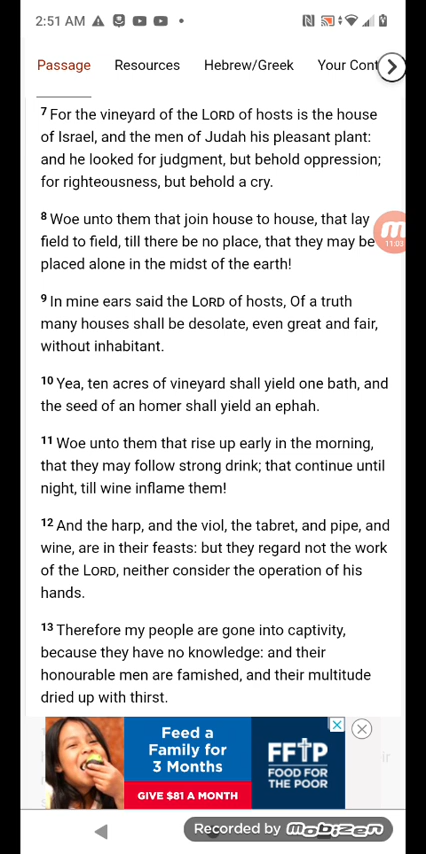 2:51 AM
Passage Resources Hebrew/Greek Your Cont
7 For the vineyard of the LORD of hosts is the house
of Israel, and the men of Judah his pleasant plant:
and he looked for judgment, but behold oppression;
for righteousness, but behold a cry.
8 Woe unto them that join house to house, that lay
field to field, till there be no place, that they may be
placed alone in the midst of the earth!
m
11:03
9 In mine ears said the LORD of hosts, Of a truth
many houses shall be desolate, even great and fair,
without inhabitant.
10 Yea, ten acres of vineyard shall yield one bath, and
the seed of an homer shall yield an ephah.
11 Woe unto them that rise up early in the morning,
that they may follow strong drink; that continue until
night, till wine inflame them!
12 And the harp, and the viol, the tabret, and pipe, and
wine, are in their feasts: but they regard not the work
of the LORD, neither consider the operation of his
hands.
13 Therefore my people are gone into captivity,
because they have no knowledge: and their
honourable men are famished, and their multitude
dried up with thirst.
Feed a
Family for
3 Months
GIVE $81 A MONTH
FFTP
FOOD FOR
THE POOR
Recorded by mobizen